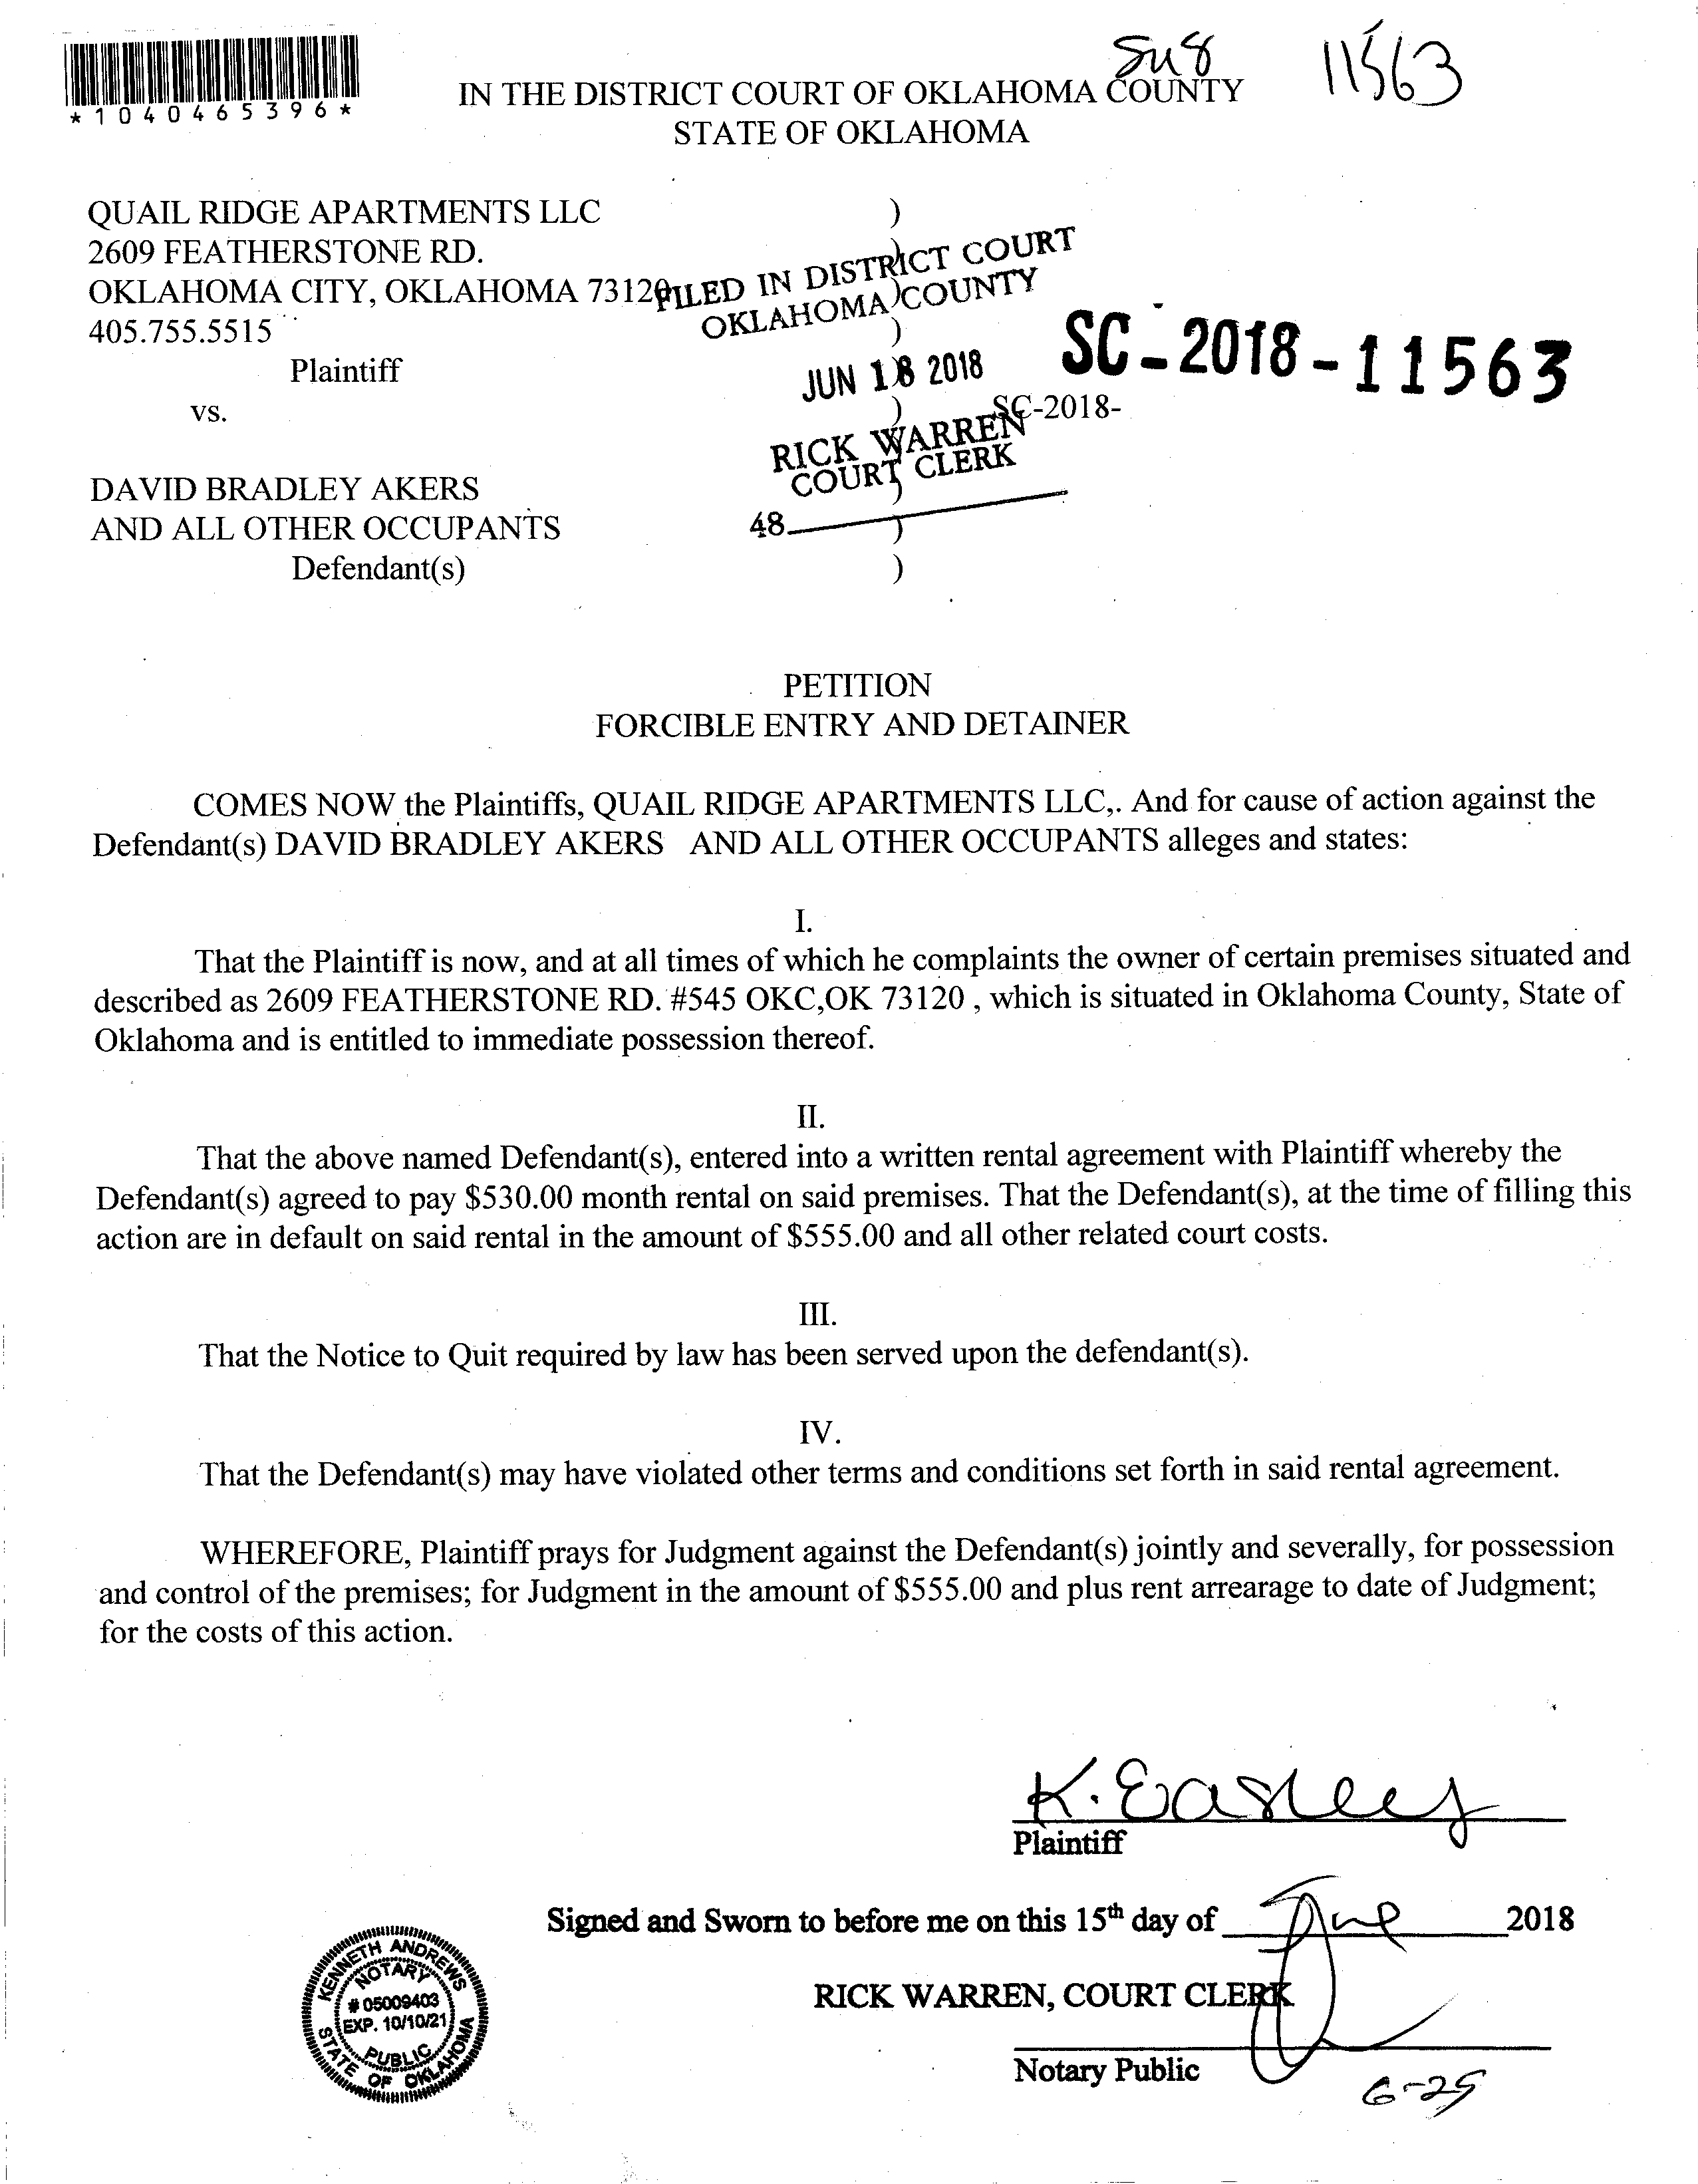 11563
*1040465396*
IN THE DISTRICT COURT OF OKLAHOMA COUNTY
STATE OF OKLAHOMA
QUAIL RIDGE APARTMENTS LLC )
2609 FEATHERSTONE RD. )
OKLAHOMA CITY, OKLAHOMA 73120 )
405.755.5515 )
Plaintiff )
FILED IN DISTRICT COURT
OKLAHOMA COUNTY
JUN 18 2018
RICK WARREN
COURT CLERK
48
SC-2018-11563
vs. ) SC-2018-
DAVID BRADLEY AKERS )
AND ALL OTHER OCCUPANTS )
Defendant(s) )
PETITION
FORCIBLE ENTRY AND DETAINER
COMES NOW the Plaintiffs, QUAIL RIDGE APARTMENTS LLC,. And for cause of action against the
Defendant(s) DAVID BRADLEY AKERS AND ALL OTHER OCCUPANTS alleges and states:
I.
That the Plaintiff is now, and at all times of which he complaints the owner of certain premises situated and
described as 2609 FEATHERSTONE RD. #545 OKC,OK 73120 , which is situated in Oklahoma County, State of
Oklahoma and is entitled to immediate possession thereof.
II.
That the above named Defendant(s), entered into a written rental agreement with Plaintiff whereby the
Defendant(s) agreed to pay $530.00 month rental on said premises. That the Defendant(s), at the time of filling this
action are in default on said rental in the amount of $555.00 and all other related court costs.
III.
That the Notice to Quit required by law has been served upon the defendant(s).
IV.
That the Defendant(s) may have violated other terms and conditions set forth in said rental agreement.
WHEREFORE, Plaintiff prays for Judgment against the Defendant(s) jointly and severally, for possession
and control of the premises; for Judgment in the amount of $555.00 and plus rent arrearage to date of Judgment;
for the costs of this action.
K. Easley
Plaintiff
Signed and Sworn to before me on this 15th day of June 2018
RICK WARREN, COURT CLERK
Notary Public
6-25
KENNETH ANDREWS
NOTARY
# 05009403
EXP. 10/10/21
PUBLIC
STATE OF OKLAHOMA